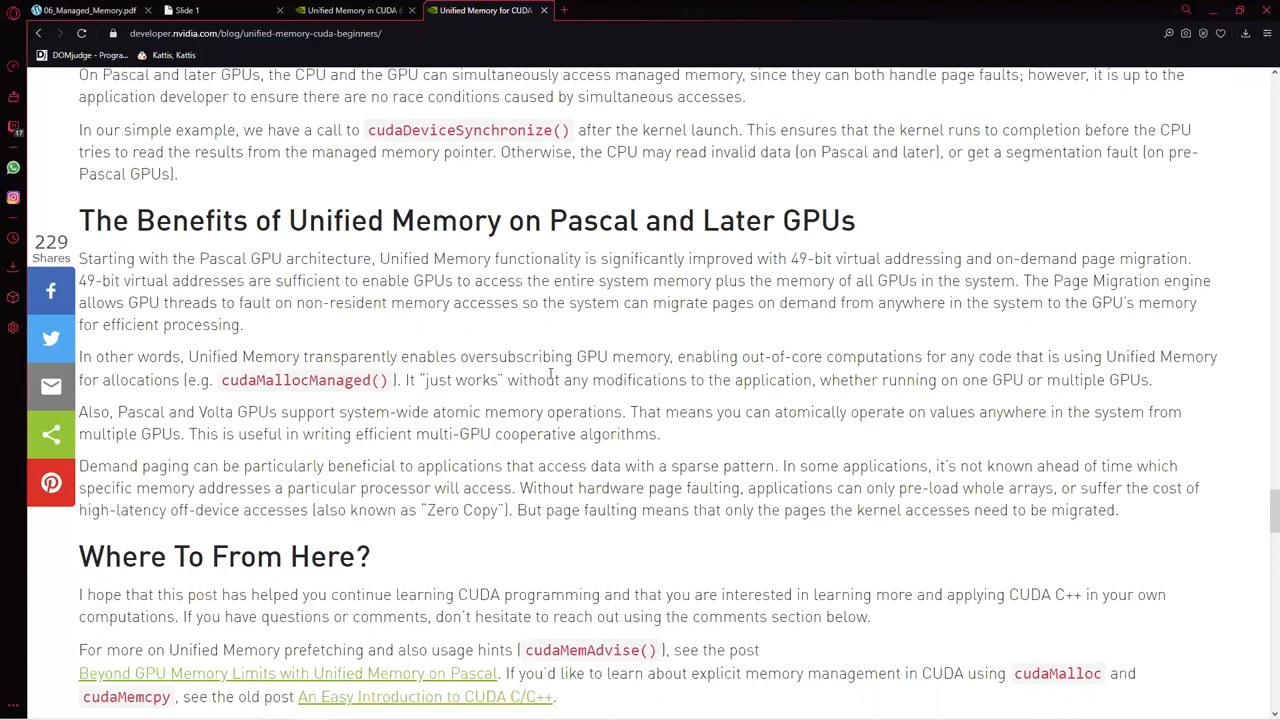 06_Managed_Memory.pdf
Slide 1
Unified Memory in CUDA 6
Unified Memory for CUDA
developer.nvidia.com/blog/unified-memory-cuda-beginners/
DOMjudge - Progra...
Kattis, Kattis
17
On Pascal and later GPUs, the CPU and the GPU can simultaneously access managed memory, since they can both handle page faults; however, it is up to the
application developer to ensure there are no race conditions caused by simultaneous accesses.
In our simple example, we have a call to cudaDeviceSynchronize() after the kernel launch. This ensures that the kernel runs to completion before the CPU
tries to read the results from the managed memory pointer. Otherwise, the CPU may read invalid data (on Pascal and later), or get a segmentation fault (on pre-
Pascal GPUs).
The Benefits of Unified Memory on Pascal and Later GPUs
229
Shares
Starting with the Pascal GPU architecture, Unified Memory functionality is significantly improved with 49-bit virtual addressing and on-demand page migration.
49-bit virtual addresses are sufficient to enable GPUs to access the entire system memory plus the memory of all GPUs in the system. The Page Migration engine
allows GPU threads to fault on non-resident memory accesses so the system can migrate pages on demand from anywhere in the system to the GPU's memory
for efficient processing.
In other words, Unified Memory transparently enables oversubscribing GPU memory, enabling out-of-core computations for any code that is using Unified Memory
for allocations (e.g. cudaMallocManaged() ). It "just works" without any modifications to the application, whether running on one GPU or multiple GPUs.
Also, Pascal and Volta GPUs support system-wide atomic memory operations. That means you can atomically operate on values anywhere in the system from
multiple GPUs. This is useful in writing efficient multi-GPU cooperative algorithms.
Demand paging can be particularly beneficial to applications that access data with a sparse pattern. In some applications, it's not known ahead of time which
specific memory addresses a particular processor will access. Without hardware page faulting, applications can only pre-load whole arrays, or suffer the cost of
high-latency off-device accesses (also known as "Zero Copy"). But page faulting means that only the pages the kernel accesses need to be migrated.
Where To From Here?
I hope that this post has helped you continue learning CUDA programming and that you are interested in learning more and applying CUDA C++ in your own
computations. If you have questions or comments, don't hesitate to reach out using the comments section below.
For more on Unified Memory prefetching and also usage hints ( cudaMemAdvise() ), see the post
Beyond GPU Memory Limits with Unified Memory on Pascal. If you'd like to learn about explicit memory management in CUDA using cudaMalloc and
cudaMemcpy , see the old post An Easy Introduction to CUDA C/C++.